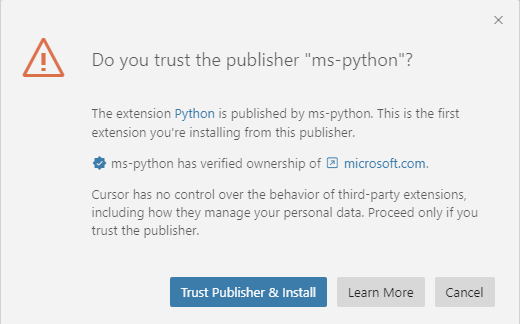 Do you trust the publisher "ms-python"?
The extension Python is published by ms-python. This is the first
extension you're installing from this publisher.
ms-python has verified ownership of microsoft.com.
Cursor has no control over the behavior of third-party extensions,
including how they manage your personal data. Proceed only if you
trust the publisher.
Trust Publisher & Install
Learn More
Cancel